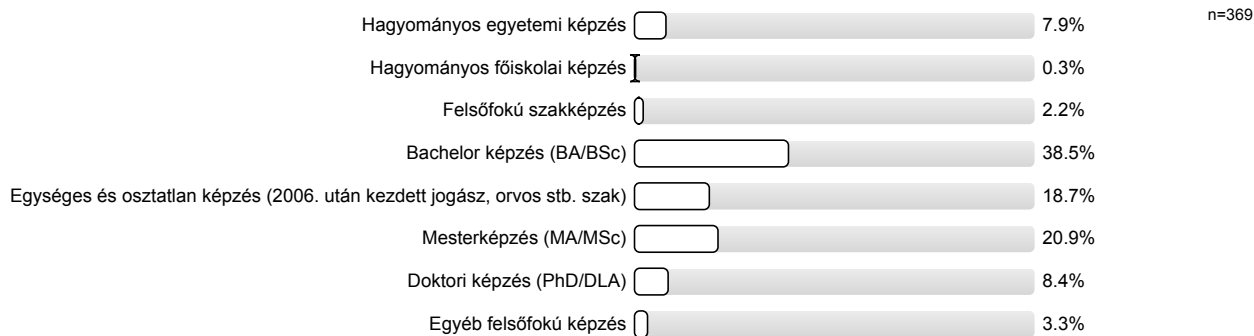 Hagyományos egyetemi képzés 7.9% n=369
Hagyományos főiskolai képzés 0.3%
Felsőfokú szakképzés 2.2%
Bachelor képzés (BA/BSc) 38.5%
Egységes és osztatlan képzés (2006. után kezdett jogász, orvos stb. szak) 18.7%
Mesterképzés (MA/MSc) 20.9%
Doktori képzés (PhD/DLA) 8.4%
Egyéb felsőfokú képzés 3.3%